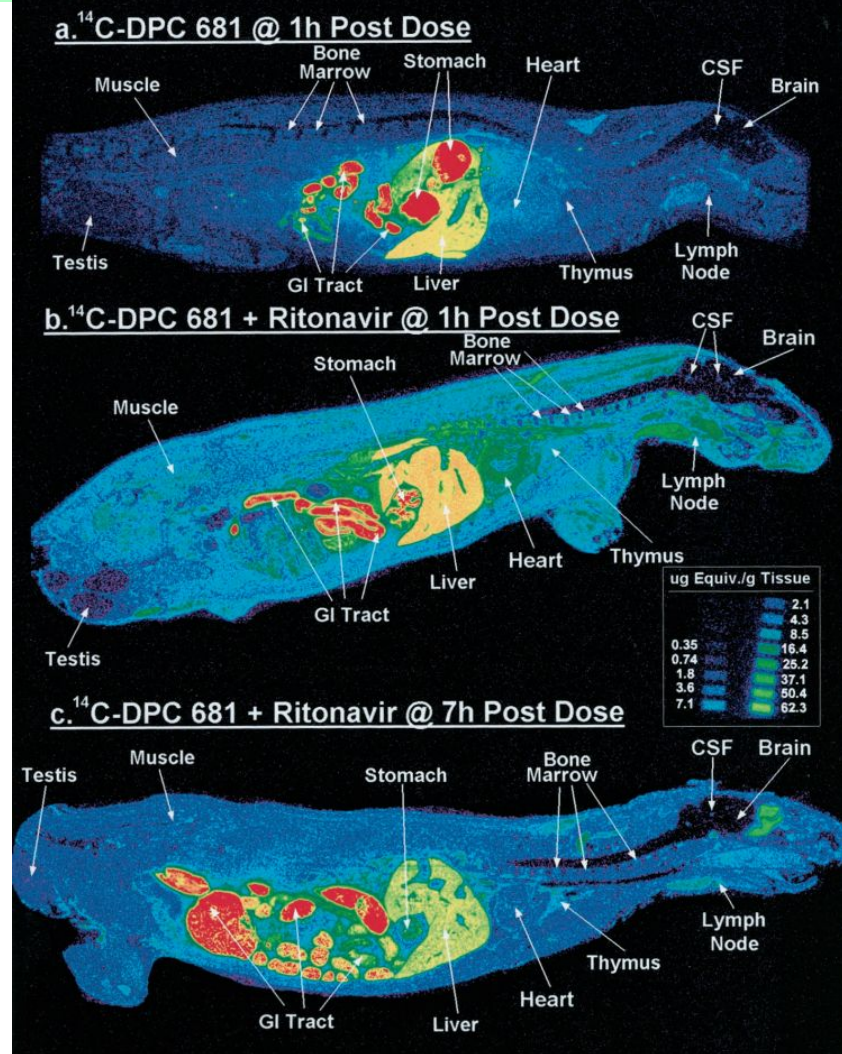 a.¹⁴C-DPC 681 @ 1h Post Dose
Muscle
Bone
Marrow
Stomach
Heart
CSF
Brain
Testis
GI Tract
Liver
Thymus
Lymph
Node
b.¹⁴C-DPC 681 + Ritonavir @ 1h Post Dose
Muscle
Stomach
Bone
Marrow
CSF
Brain
Testis
GI Tract
Liver
Heart
Thymus
Lymph
Node
ug Equiv./g Tissue
2.1
4.3
8.5
0.35 16.4
0.74 25.2
1.8 37.1
3.6 50.4
7.1 62.3
c.¹⁴C-DPC 681 + Ritonavir @ 7h Post Dose
Testis
Muscle
Stomach
Bone
Marrow
CSF
Brain
GI Tract
Liver
Heart
Thymus
Lymph
Node